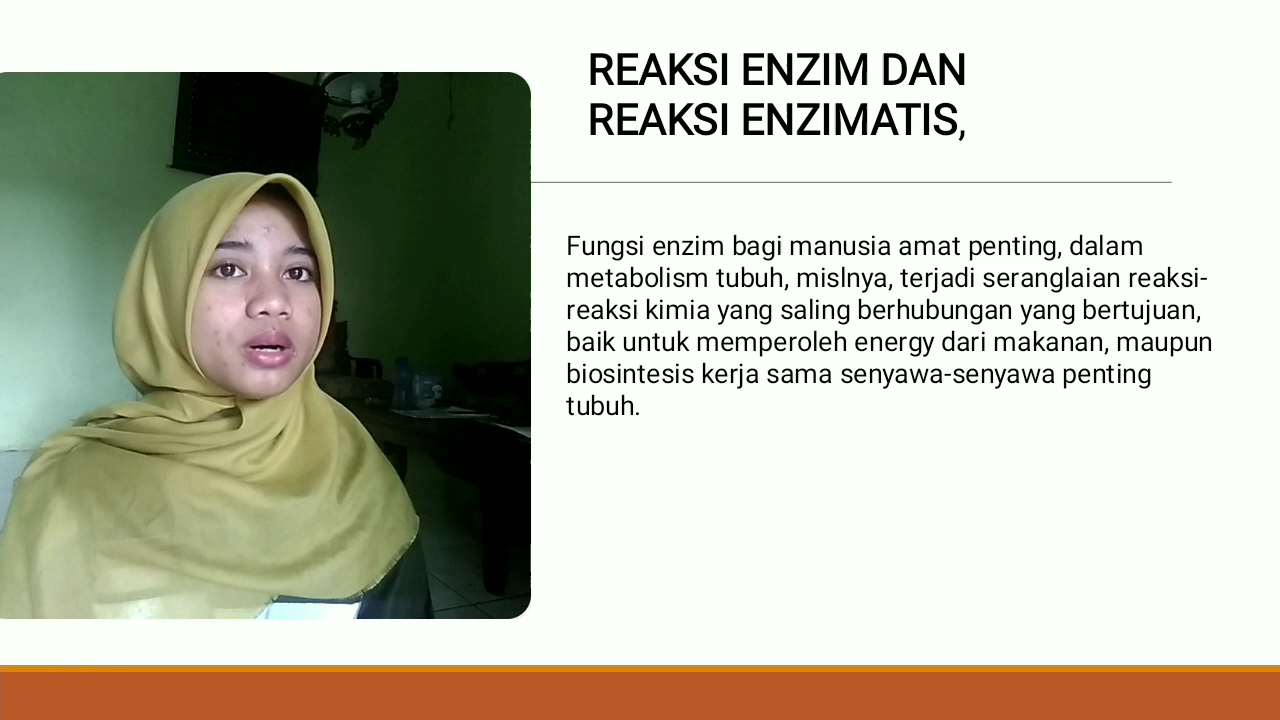 REAKSI ENZIM DAN
REAKSI ENZIMATIS,
Fungsi enzim bagi manusia amat penting, dalam
metabolism tubuh, mislnya, terjadi seranglaian reaksi-
reaksi kimia yang saling berhubungan yang bertujuan,
baik untuk memperoleh energy dari makanan, maupun
biosintesis kerja sama senyawa-senyawa penting
tubuh.